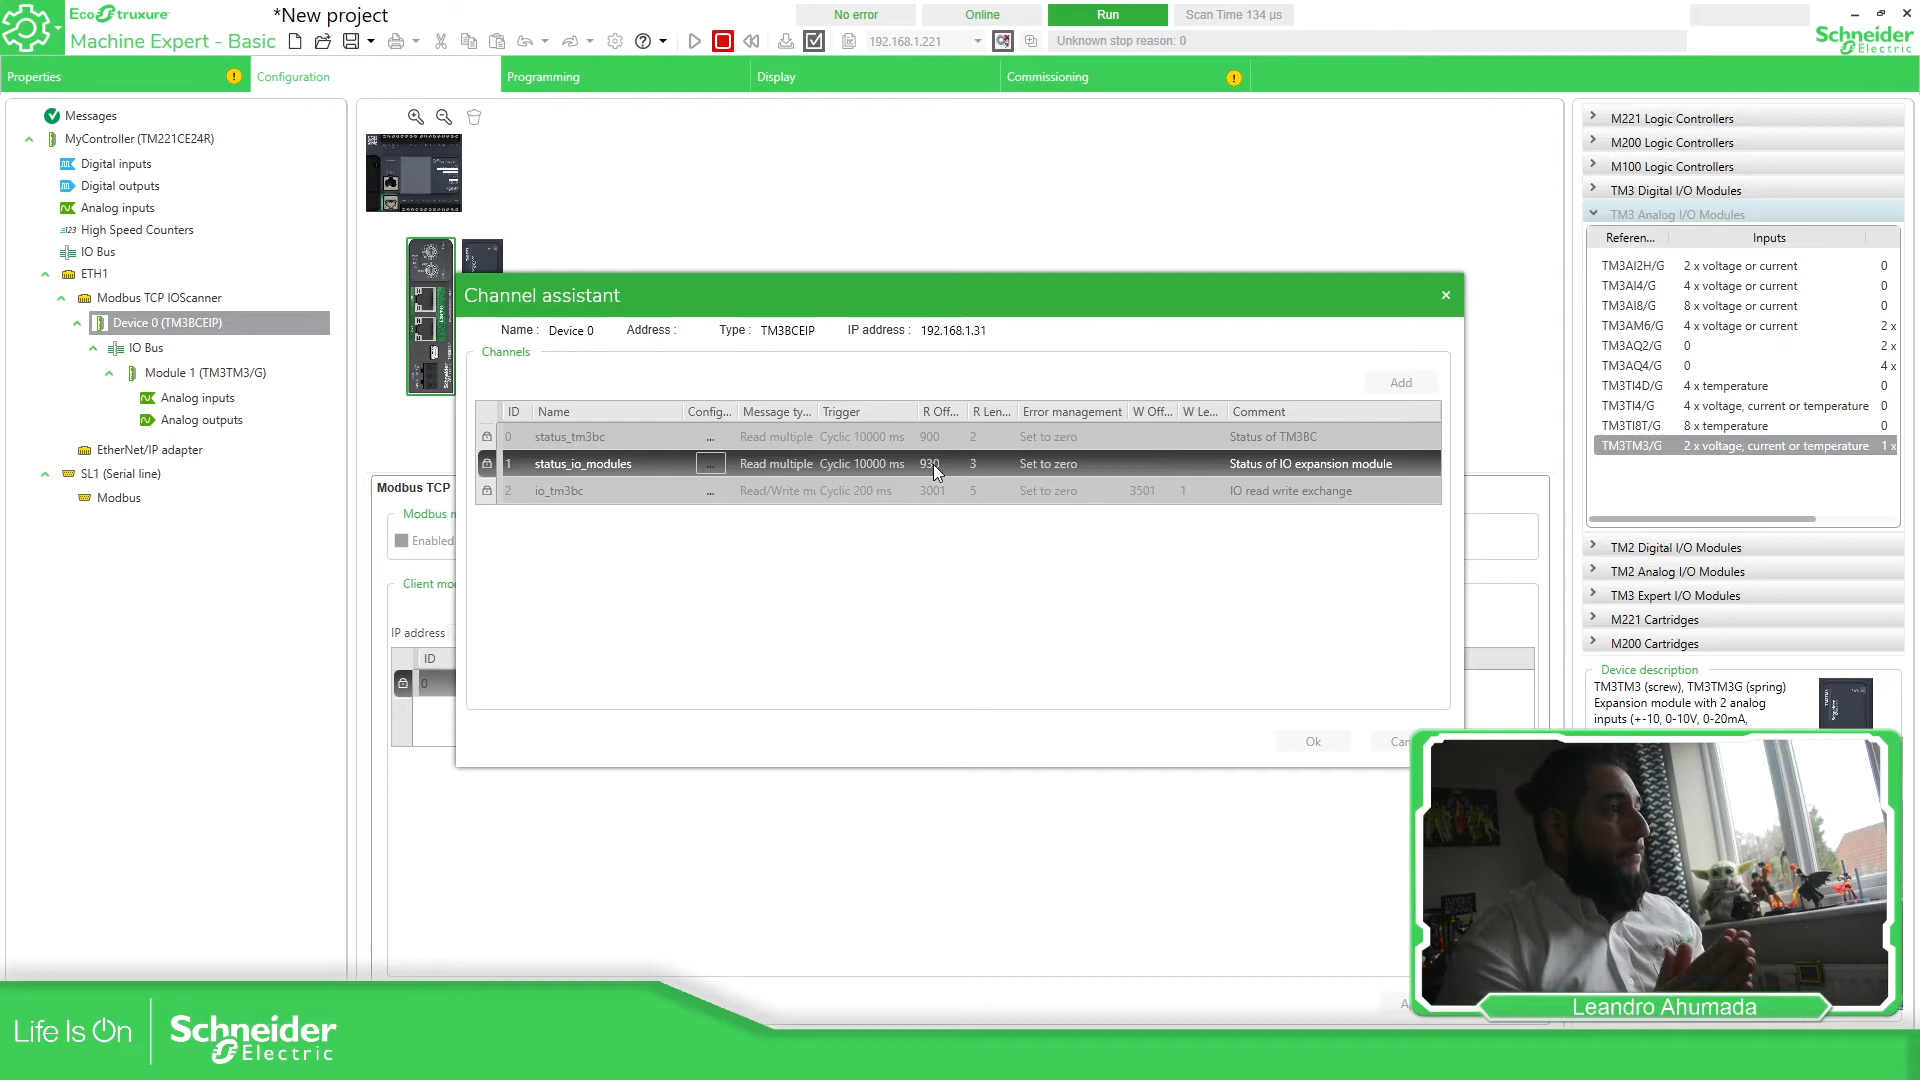 EcoStruxure
Machine Expert - Basic
*New project
No error
Online
Run
Scan Time 134 µs
192.168.1.221
Unknown stop reason: 0
Schneider
Electric
Properties
Configuration
Programming
Display
Commissioning
Messages
MyController (TM221CE24R)
Digital inputs
Digital outputs
Analog inputs
High Speed Counters
IO Bus
ETH1
Modbus TCP IOScanner
Device 0 (TM3BCEIP)
IO Bus
Module 1 (TM3TM3/G)
Analog inputs
Analog outputs
EtherNet/IP adapter
SL1 (Serial line)
Modbus
Modbus TCP
Modbus
Enabled
Client mo
IP address
ID
0
Channel assistant
Name : Device 0 Address : Type : TM3BCEIP IP address : 192.168.1.31
Channels
Add
ID Name Config... Message ty... Trigger R Off... R Len... Error management W Off... W Le... Comment
0 status_tm3bc ... Read multiple Cyclic 10000 ms 900 2 Set to zero Status of TM3BC
1 status_io_modules ... Read multiple Cyclic 10000 ms 930 3 Set to zero Status of IO expansion module
2 io_tm3bc ... Read/Write mu Cyclic 200 ms 3001 5 Set to zero 3501 1 IO read write exchange
Ok
Can
M221 Logic Controllers
M200 Logic Controllers
M100 Logic Controllers
TM3 Digital I/O Modules
TM3 Analog I/O Modules
Referen... Inputs
TM3AI2H/G 2 x voltage or current 0
TM3AI4/G 4 x voltage or current 0
TM3AI8/G 8 x voltage or current 0
TM3AM6/G 4 x voltage or current 2 x
TM3AQ2/G 0 2 x
TM3AQ4/G 0 4 x
TM3TI4D/G 4 x temperature 0
TM3TI4/G 4 x voltage, current or temperature 0
TM3TI8T/G 8 x temperature 0
TM3TM3/G 2 x voltage, current or temperature 1 x
TM2 Digital I/O Modules
TM2 Analog I/O Modules
TM3 Expert I/O Modules
M221 Cartridges
M200 Cartridges
Device description
TM3TM3 (screw), TM3TM3G (spring)
Expansion module with 2 analog
inputs (+-10, 0-10V, 0-20mA,
Leandro Ahumada
Life Is On
Schneider
Electric